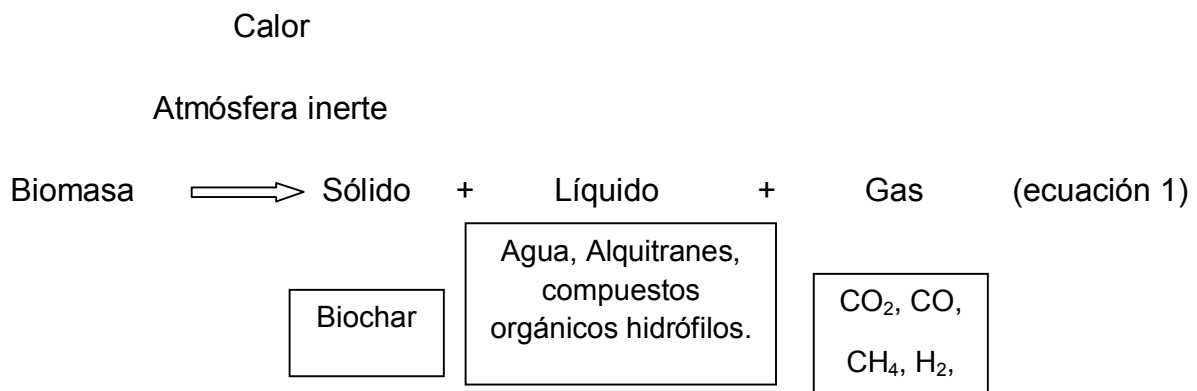 Calor
Atmósfera inerte
Biomasa Sólido + Líquido + Gas (ecuación 1)
Biochar
Agua, Alquitranes,
compuestos
orgánicos hidrófilos.
CO₂, CO,
CH₄, H₂,